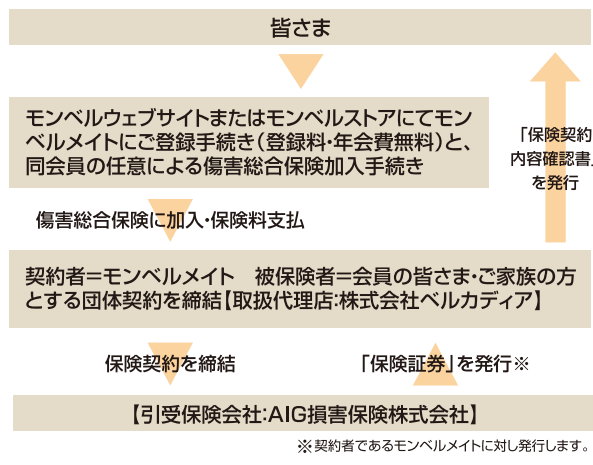 皆さま
モンベルウェブサイトまたはモンベルストアにてモン
ベルメイトにご登録手続き（登録料・年会費無料）と、
同会員の任意による傷害総合保険加入手続き
「保険契約
内容確認書」
を発行
傷害総合保険に加入・保険料支払
契約者＝モンベルメイト　被保険者＝会員の皆さま・ご家族の方
とする団体契約を締結【取扱代理店：株式会社ベルカディア】
保険契約を締結
「保険証券」を発行※
【引受保険会社：AIG損害保険株式会社】
※契約者であるモンベルメイトに対し発行します。